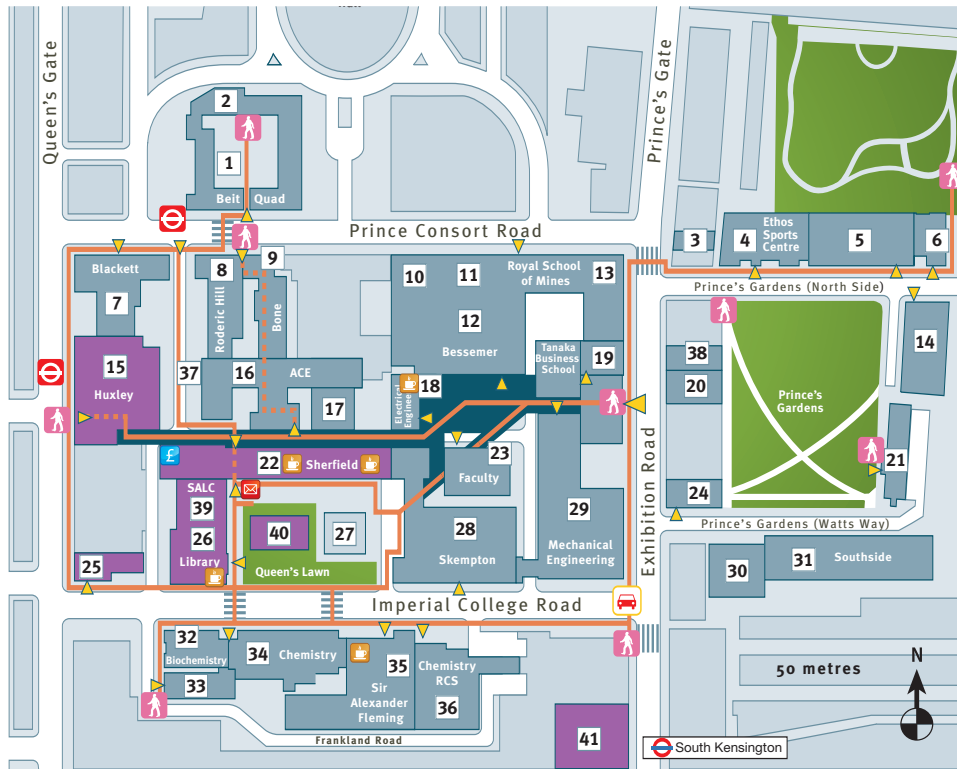 Queen's Gate
Prince's Gate
2
1
Beit Quad
Prince Consort Road
3
4
Ethos
Sports
Centre
5
6
Prince's Gardens (North Side)
Blackett
7
8
9
Roderic Hill
Bone
10
11
Royal School
of Mines
13
12
Bessemer
15
Huxley
37
16
ACE
17
18
Electrical
Engineering
Tanaka
Business
School
19
38
20
14
Prince's
Gardens
21
£
22
Sherfield
23
Faculty
SALC
39
26
Library
40
27
Queen's Lawn
28
Skempton
29
Mechanical
Engineering
Exhibition Road
24
Prince's Gardens (Watts Way)
25
30
31
Southside
Imperial College Road
32
Biochemistry
33
34
Chemistry
35
Sir
Alexander
Fleming
Chemistry
RCS
36
Frankland Road
41
50 metres
N
South Kensington